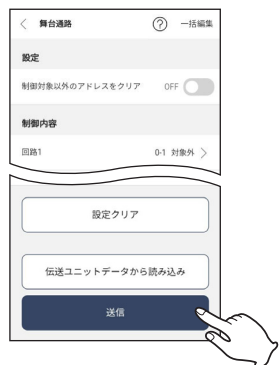 舞台通路 ? 一括編集
設定
制御対象以外のアドレスをクリア OFF
制御内容
回路1 0-1 対象外
設定クリア
伝送ユニットデータから読み込み
送信